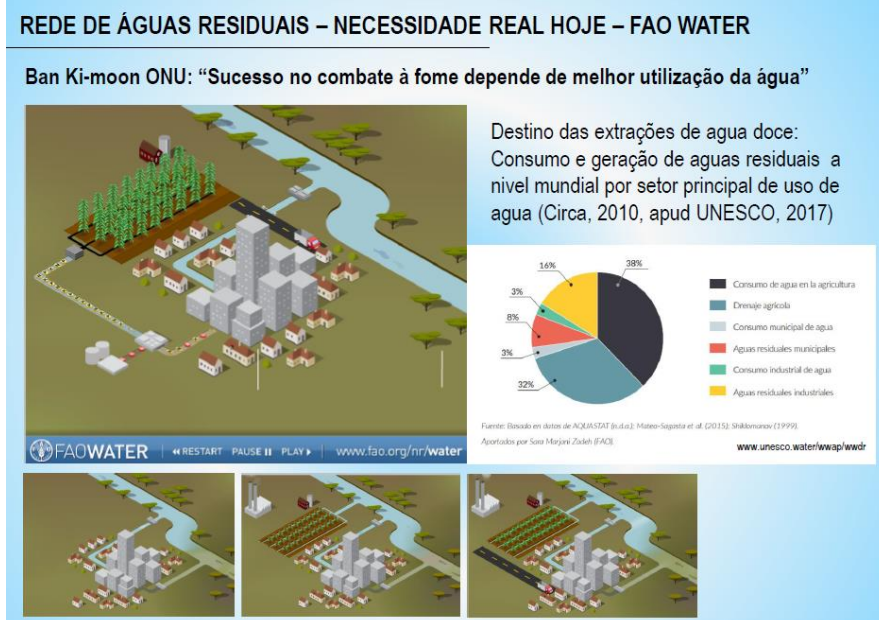 REDE DE ÁGUAS RESIDUAIS – NECESSIDADE REAL HOJE – FAO WATER
Ban Ki-moon ONU: “Sucesso no combate à fome depende de melhor utilização da água”
Destino das extrações de agua doce:
Consumo e geração de aguas residuais a
nivel mundial por setor principal de uso de
agua (Circa, 2010, apud UNESCO, 2017)
16%
38%
3%
8%
3%
32%
Consumo de agua en la agricultura
Drenaje agrícola
Consumo municipal de agua
Aguas residuales municipales
Consumo industrial de agua
Aguas residuales industriales
Fuente: Basado en datos de AQUASTAT (n.d.a.); Mateo-Sagasta et al. (2015); Shiklomanov (1999).
Aportados por Sara Marjani Zadeh (FAO).
www.unesco.water/wwap/wwdr
FAOWATER
RESTART PAUSE PLAY
www.fao.org/nr/water